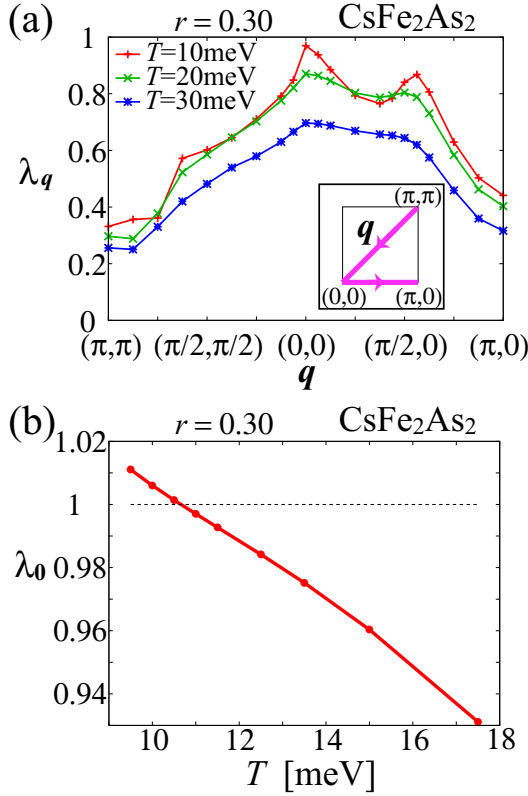 (a) r = 0.30 CsFe₂As₂
1
T=10meV
T=20meV
0.8
T=30meV
0.6
λq
0.4
(π,π)
q
0.2
(0,0) (π,0)
0
(π,π) (π/2,π/2) (0,0) (π/2,0) (π,0)
q
(b) r = 0.30 CsFe₂As₂
1.02
1
λ0
0.98
0.96
0.94
10 12 14 16 18
T [meV]